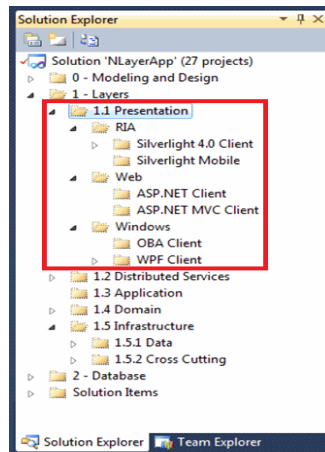 Solution Explorer
Solution 'NLayerApp' (27 projects)
0 - Modeling and Design
1 - Layers
1.1 Presentation
RIA
Silverlight 4.0 Client
Silverlight Mobile
Web
ASP.NET Client
ASP.NET MVC Client
Windows
OBA Client
WPF Client
1.2 Distributed Services
1.3 Application
1.4 Domain
1.5 Infrastructure
1.5.1 Data
1.5.2 Cross Cutting
2 - Database
Solution Items
Solution Explorer Team Explorer